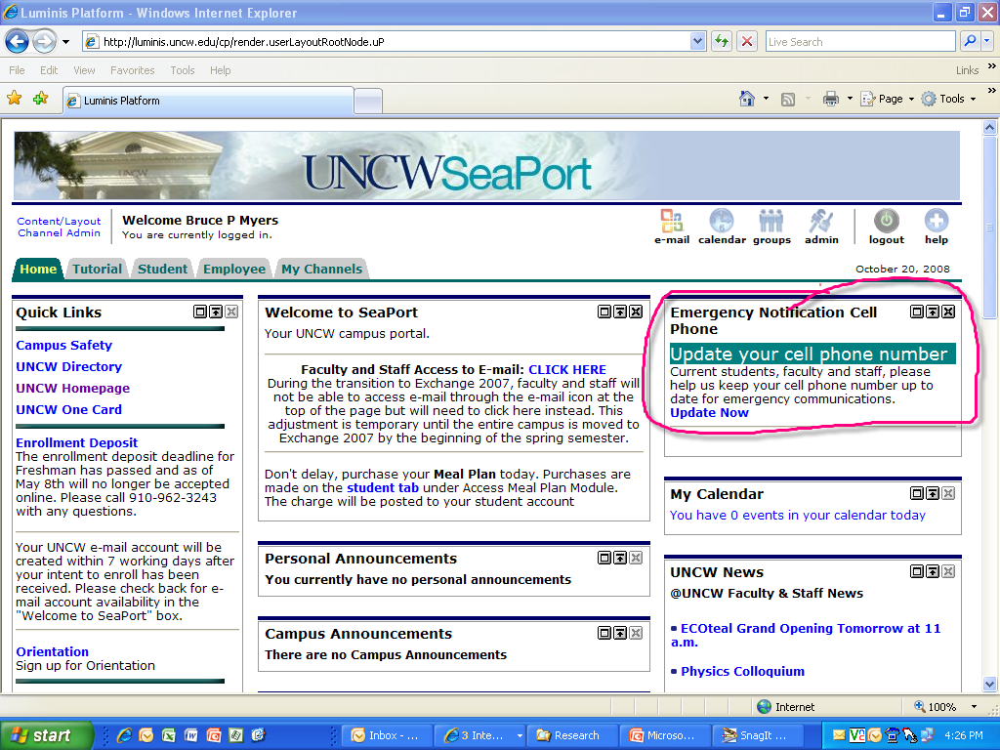 Luminis Platform - Windows Internet Explorer
http://luminis.uncw.edu/cp/render.userLayoutRootNode.uP
Live Search
File Edit View Favorites Tools Help
Links »
Luminis Platform
Page Tools »
UNCW
UNCWSeaPort
Content/Layout
Channel Admin
Welcome Bruce P Myers
You are currently logged in.
e-mail calendar groups admin logout help
Home Tutorial Student Employee My Channels
October 20, 2008
Quick Links
Campus Safety
UNCW Directory
UNCW Homepage
UNCW One Card
Enrollment Deposit
The enrollment deposit deadline for
Freshman has passed and as of
May 8th will no longer be accepted
online. Please call 910-962-3243
with any questions.
Your UNCW e-mail account will be
created within 7 working days after
your intent to enroll has been
received. Please check back for e-
mail account availability in the
"Welcome to SeaPort" box.
Orientation
Sign up for Orientation
Welcome to SeaPort
Your UNCW campus portal.
Faculty and Staff Access to E-mail: CLICK HERE
During the transition to Exchange 2007, faculty and staff will
not be able to access e-mail through the e-mail icon at the
top of the page but will need to click here instead. This
adjustment is temporary until the entire campus is moved to
Exchange 2007 by the beginning of the spring semester.
Don't delay, purchase your Meal Plan today. Purchases are
made on the student tab under Access Meal Plan Module.
The charge will be posted to your student account
Personal Announcements
You currently have no personal announcements
Campus Announcements
There are no Campus Announcements
Emergency Notification Cell
Phone
Update your cell phone number
Current students, faculty and staff, please
help us keep your cell phone number up to
date for emergency communications.
Update Now
My Calendar
You have 0 events in your calendar today
UNCW News
@UNCW Faculty & Staff News
ECOteal Grand Opening Tomorrow at 11
a.m.
Physics Colloquium
Internet
100%
start
Inbox - ...
3 Inte...
Research
Microso...
SnagIt ...
4:26 PM